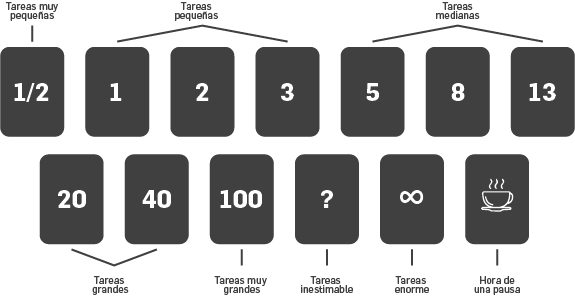 Tareas muy
pequeñas
Tareas
pequeñas
Tareas
medianas
1/2
1
2
3
5
8
13
20
40
100
?
∞
Tareas
grandes
Tareas muy
grandes
Tareas
inestimable
Tareas
enorme
Hora de
una pausa